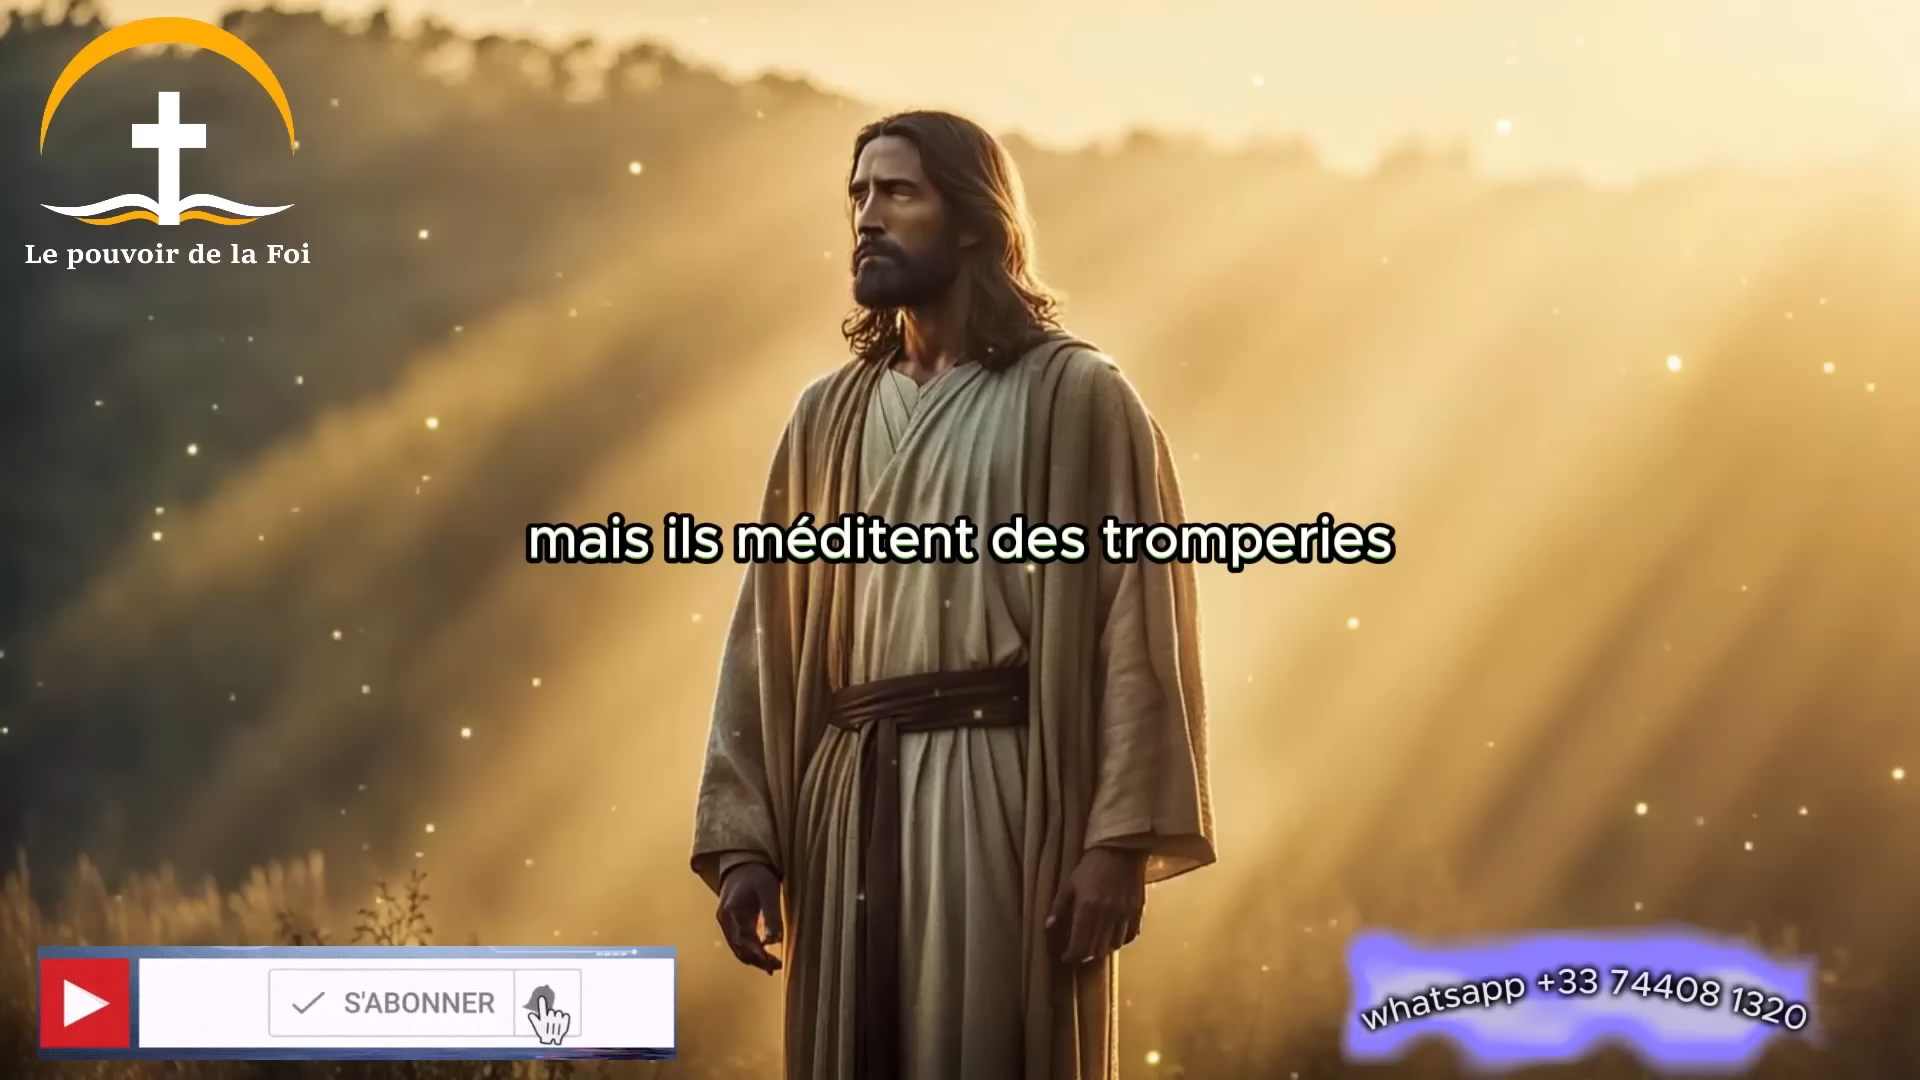 Le pouvoir de la Foi
mais ils méditent des tromperies
S'ABONNER
whatsapp +33 74408 1320